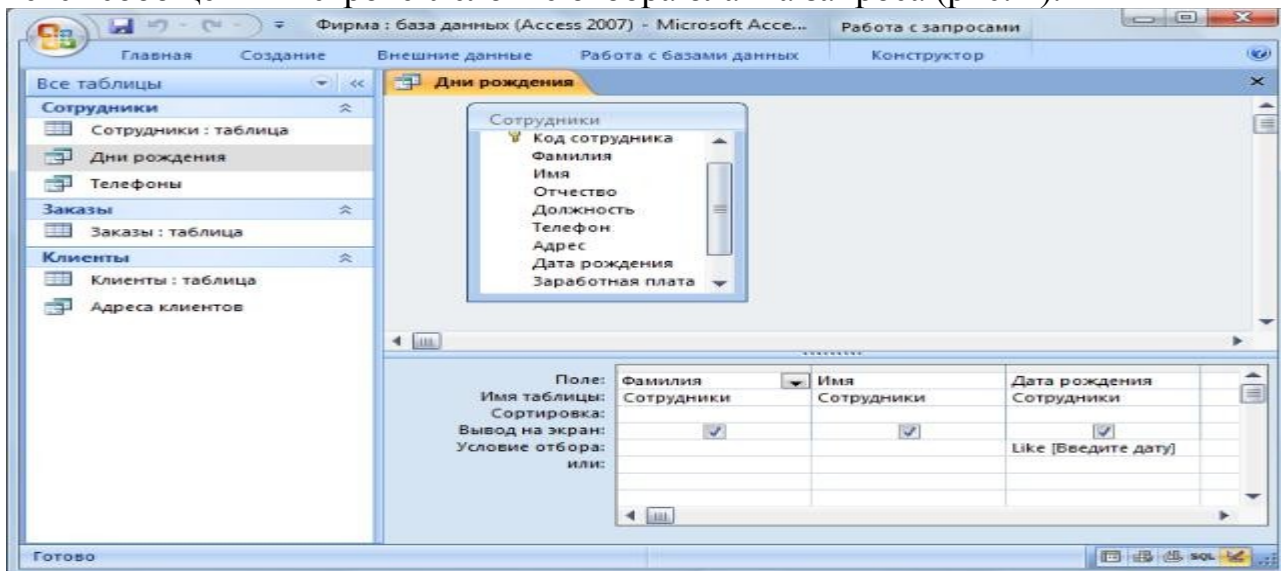 Фирма : база данных (Access 2007) - Microsoft Acce...
Работа с запросами
Главная Создание Внешние данные Работа с базами данных Конструктор
Все таблицы
Дни рождения
Сотрудники
Сотрудники : таблица
Дни рождения
Телефоны
Заказы
Заказы : таблица
Клиенты
Клиенты : таблица
Адреса клиентов
Сотрудники
Код сотрудника
Фамилия
Имя
Отчество
Должность
Телефон
Адрес
Дата рождения
Заработная плата
Поле: Фамилия Имя Дата рождения
Имя таблицы: Сотрудники Сотрудники Сотрудники
Сортировка:
Вывод на экран:
Условие отбора: Like [Введите дату]
или:
Готово
SQL